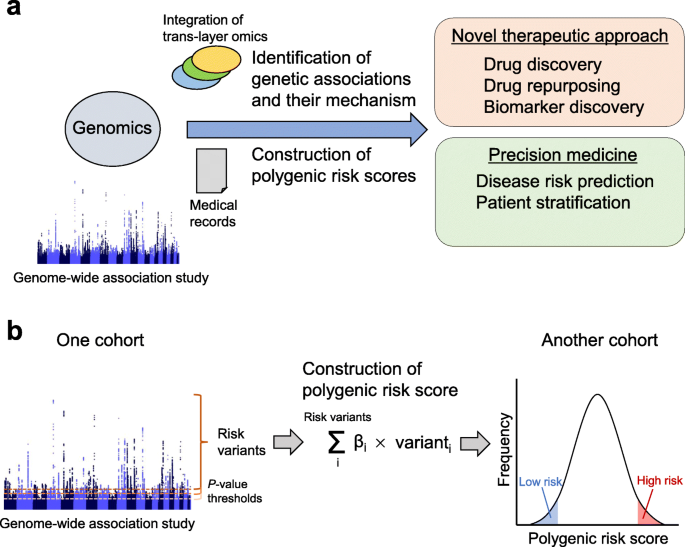 a
Integration of
trans-layer omics
Identification of
genetic associations
and their mechanism
Genomics
Construction of
polygenic risk scores
Medical
records
Genome-wide association study
Novel therapeutic approach
Drug discovery
Drug repurposing
Biomarker discovery
Precision medicine
Disease risk prediction
Patient stratification
b
One cohort
Risk
variants
P-value
thresholds
Genome-wide association study
Construction of
polygenic risk score
Risk variants
∑ βi × varianti
i
Another cohort
Frequency
Low risk
High risk
Polygenic risk score